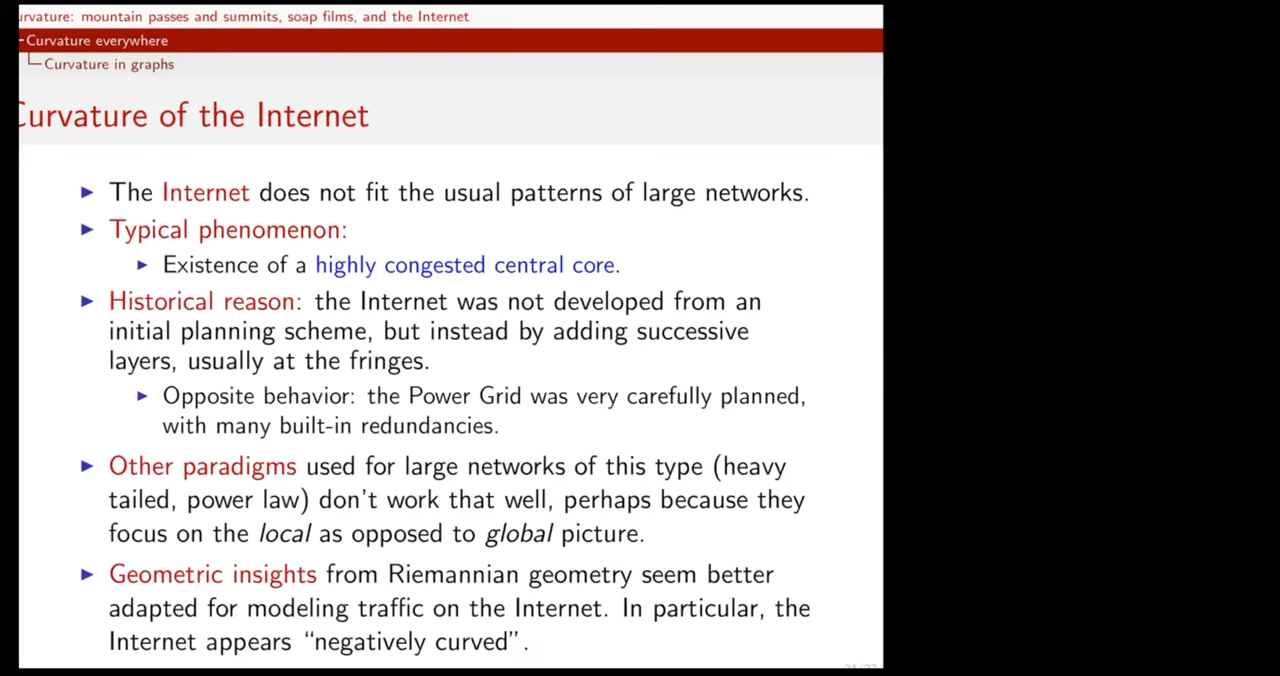 urvature: mountain passes and summits, soap films, and the Internet
Curvature everywhere
Curvature in graphs
Curvature of the Internet
▶ The Internet does not fit the usual patterns of large networks.
▶ Typical phenomenon:
▶ Existence of a highly congested central core.
▶ Historical reason: the Internet was not developed from an
initial planning scheme, but instead by adding successive
layers, usually at the fringes.
▶ Opposite behavior: the Power Grid was very carefully planned,
with many built-in redundancies.
▶ Other paradigms used for large networks of this type (heavy
tailed, power law) don't work that well, perhaps because they
focus on the local as opposed to global picture.
▶ Geometric insights from Riemannian geometry seem better
adapted for modeling traffic on the Internet. In particular, the
Internet appears “negatively curved”.